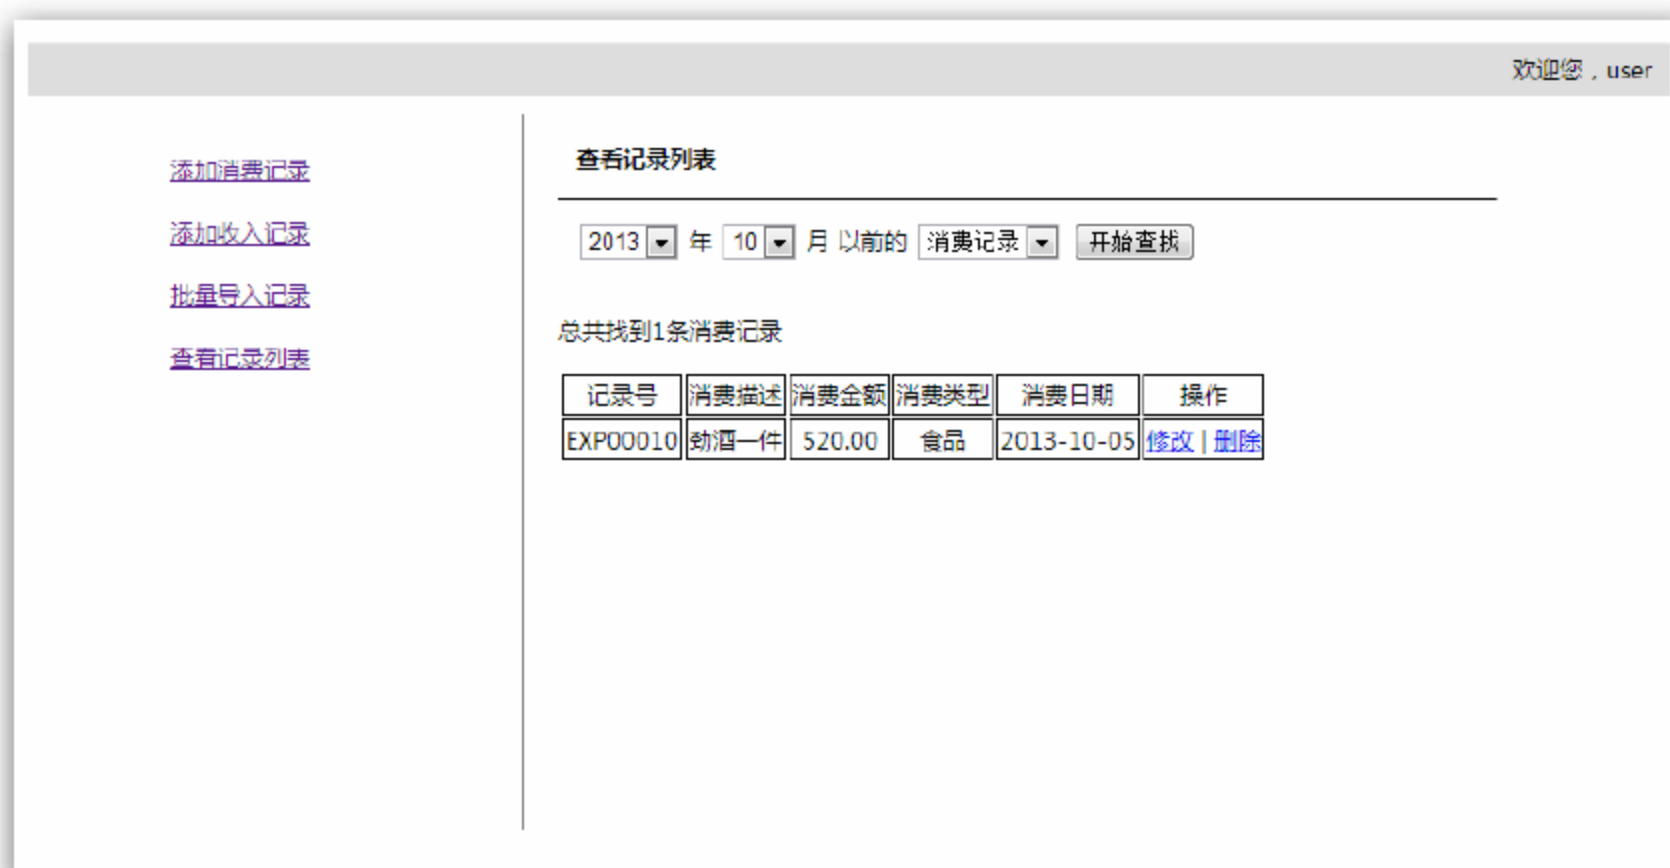 欢迎您，user
添加消费记录
添加收入记录
批量导入记录
查看记录列表
查看记录列表
2013 年 10 月 以前的 消费记录 开始查找
总共找到1条消费记录
记录号 消费描述 消费金额 消费类型 消费日期 操作
EXP00010 劲酒一件 520.00 食品 2013-10-05 修改 | 删除